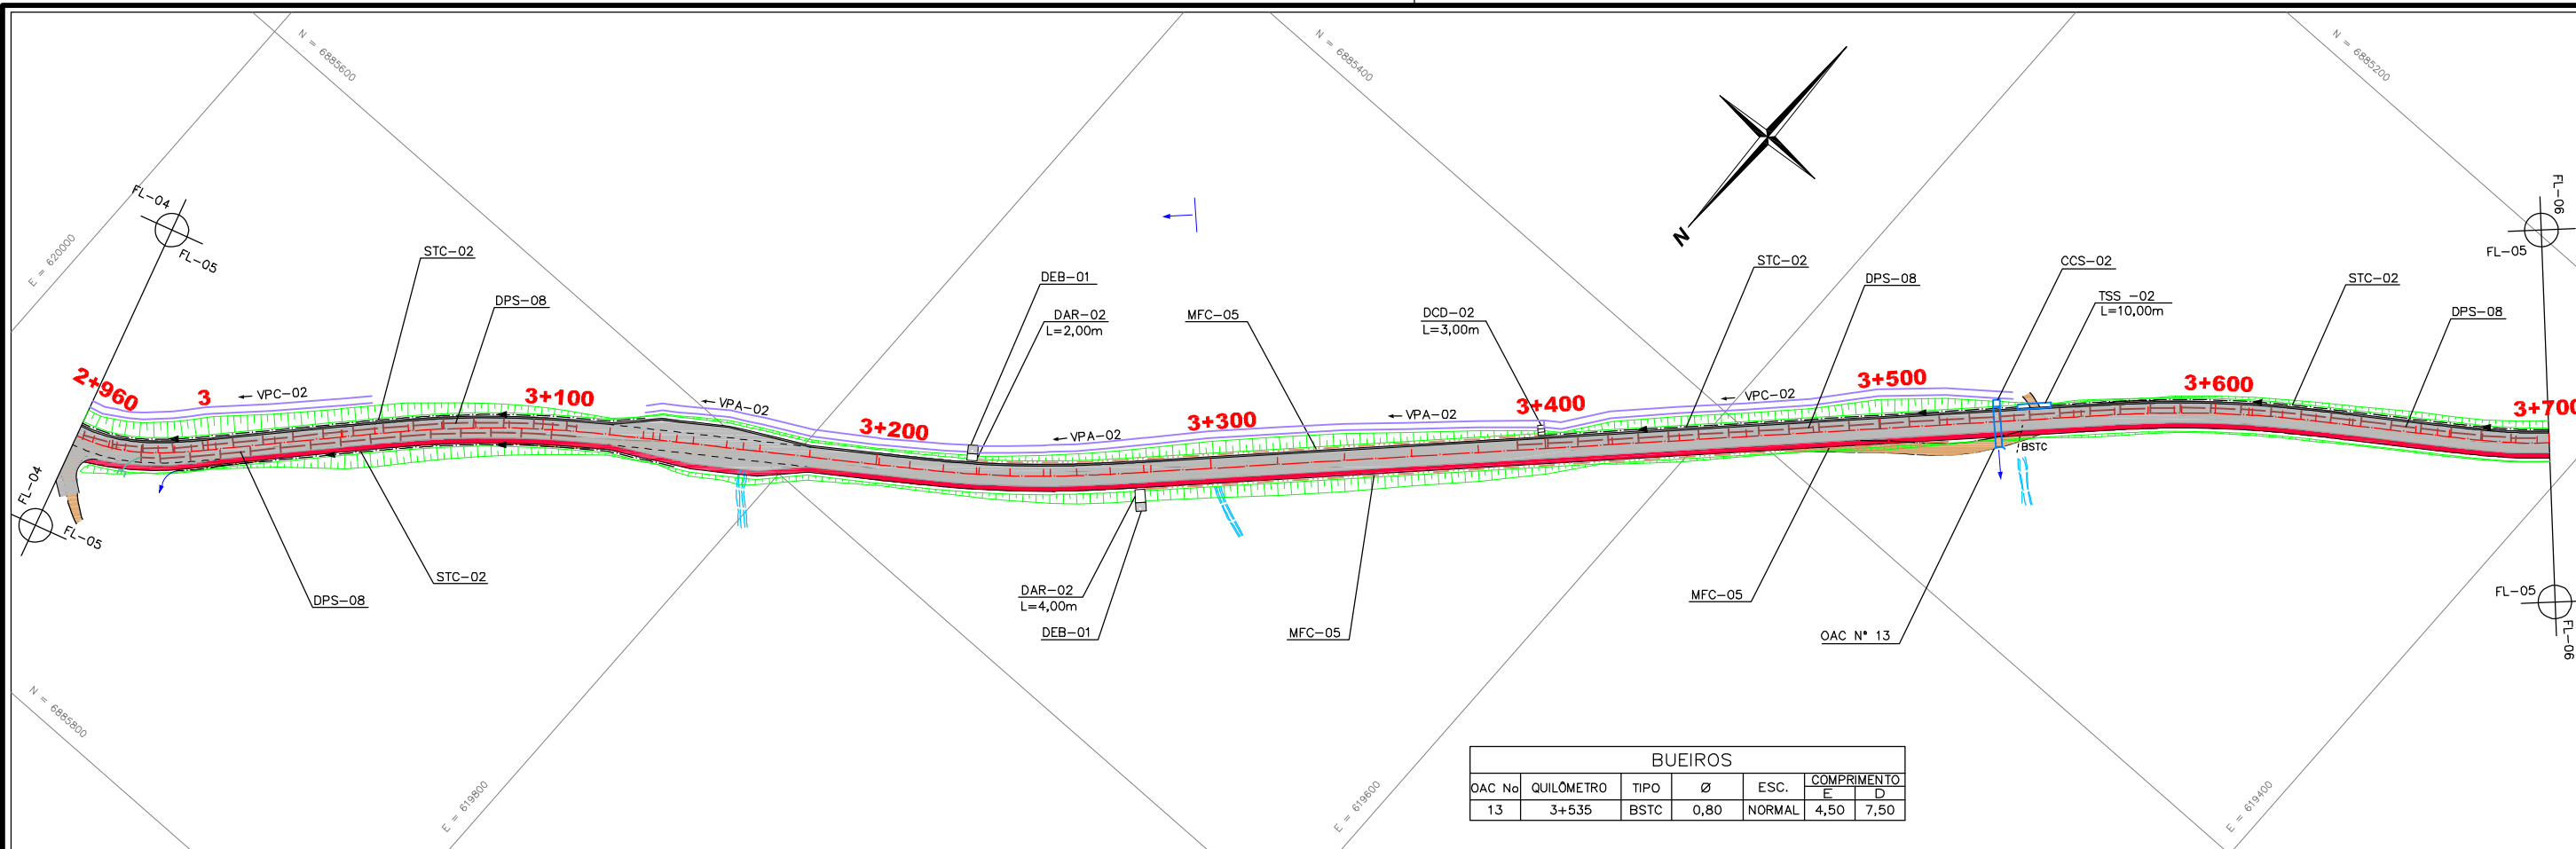 N = 6885600
N = 6885400
N = 6885200
E = 620000
FL-04
FL-05
FL-06
FL-05
STC-02
DPS-08
DEB-01
DAR-02
L=2,00m
MFC-05
DCD-02
L=3,00m
STC-02
DPS-08
CCS-02
TSS -02
L=10,00m
STC-02
DPS-08
N
2+960
3
VPC-02
3+100
VPA-02
3+200
VPA-02
3+300
VPA-02
3+400
VPC-02
3+500
3+600
3+700
BSTC
FL-04
FL-05
DPS-08
STC-02
DAR-02
L=4,00m
DEB-01
MFC-05
MFC-05
OAC N° 13
FL-05
FL-06
N = 6885800
E = 619800
E = 619600
E = 619400
BUEIROS
OAC No QUILÔMETRO TIPO Ø ESC. COMPRIMENTO
E D
13 3+535 BSTC 0,80 NORMAL 4,50 7,50